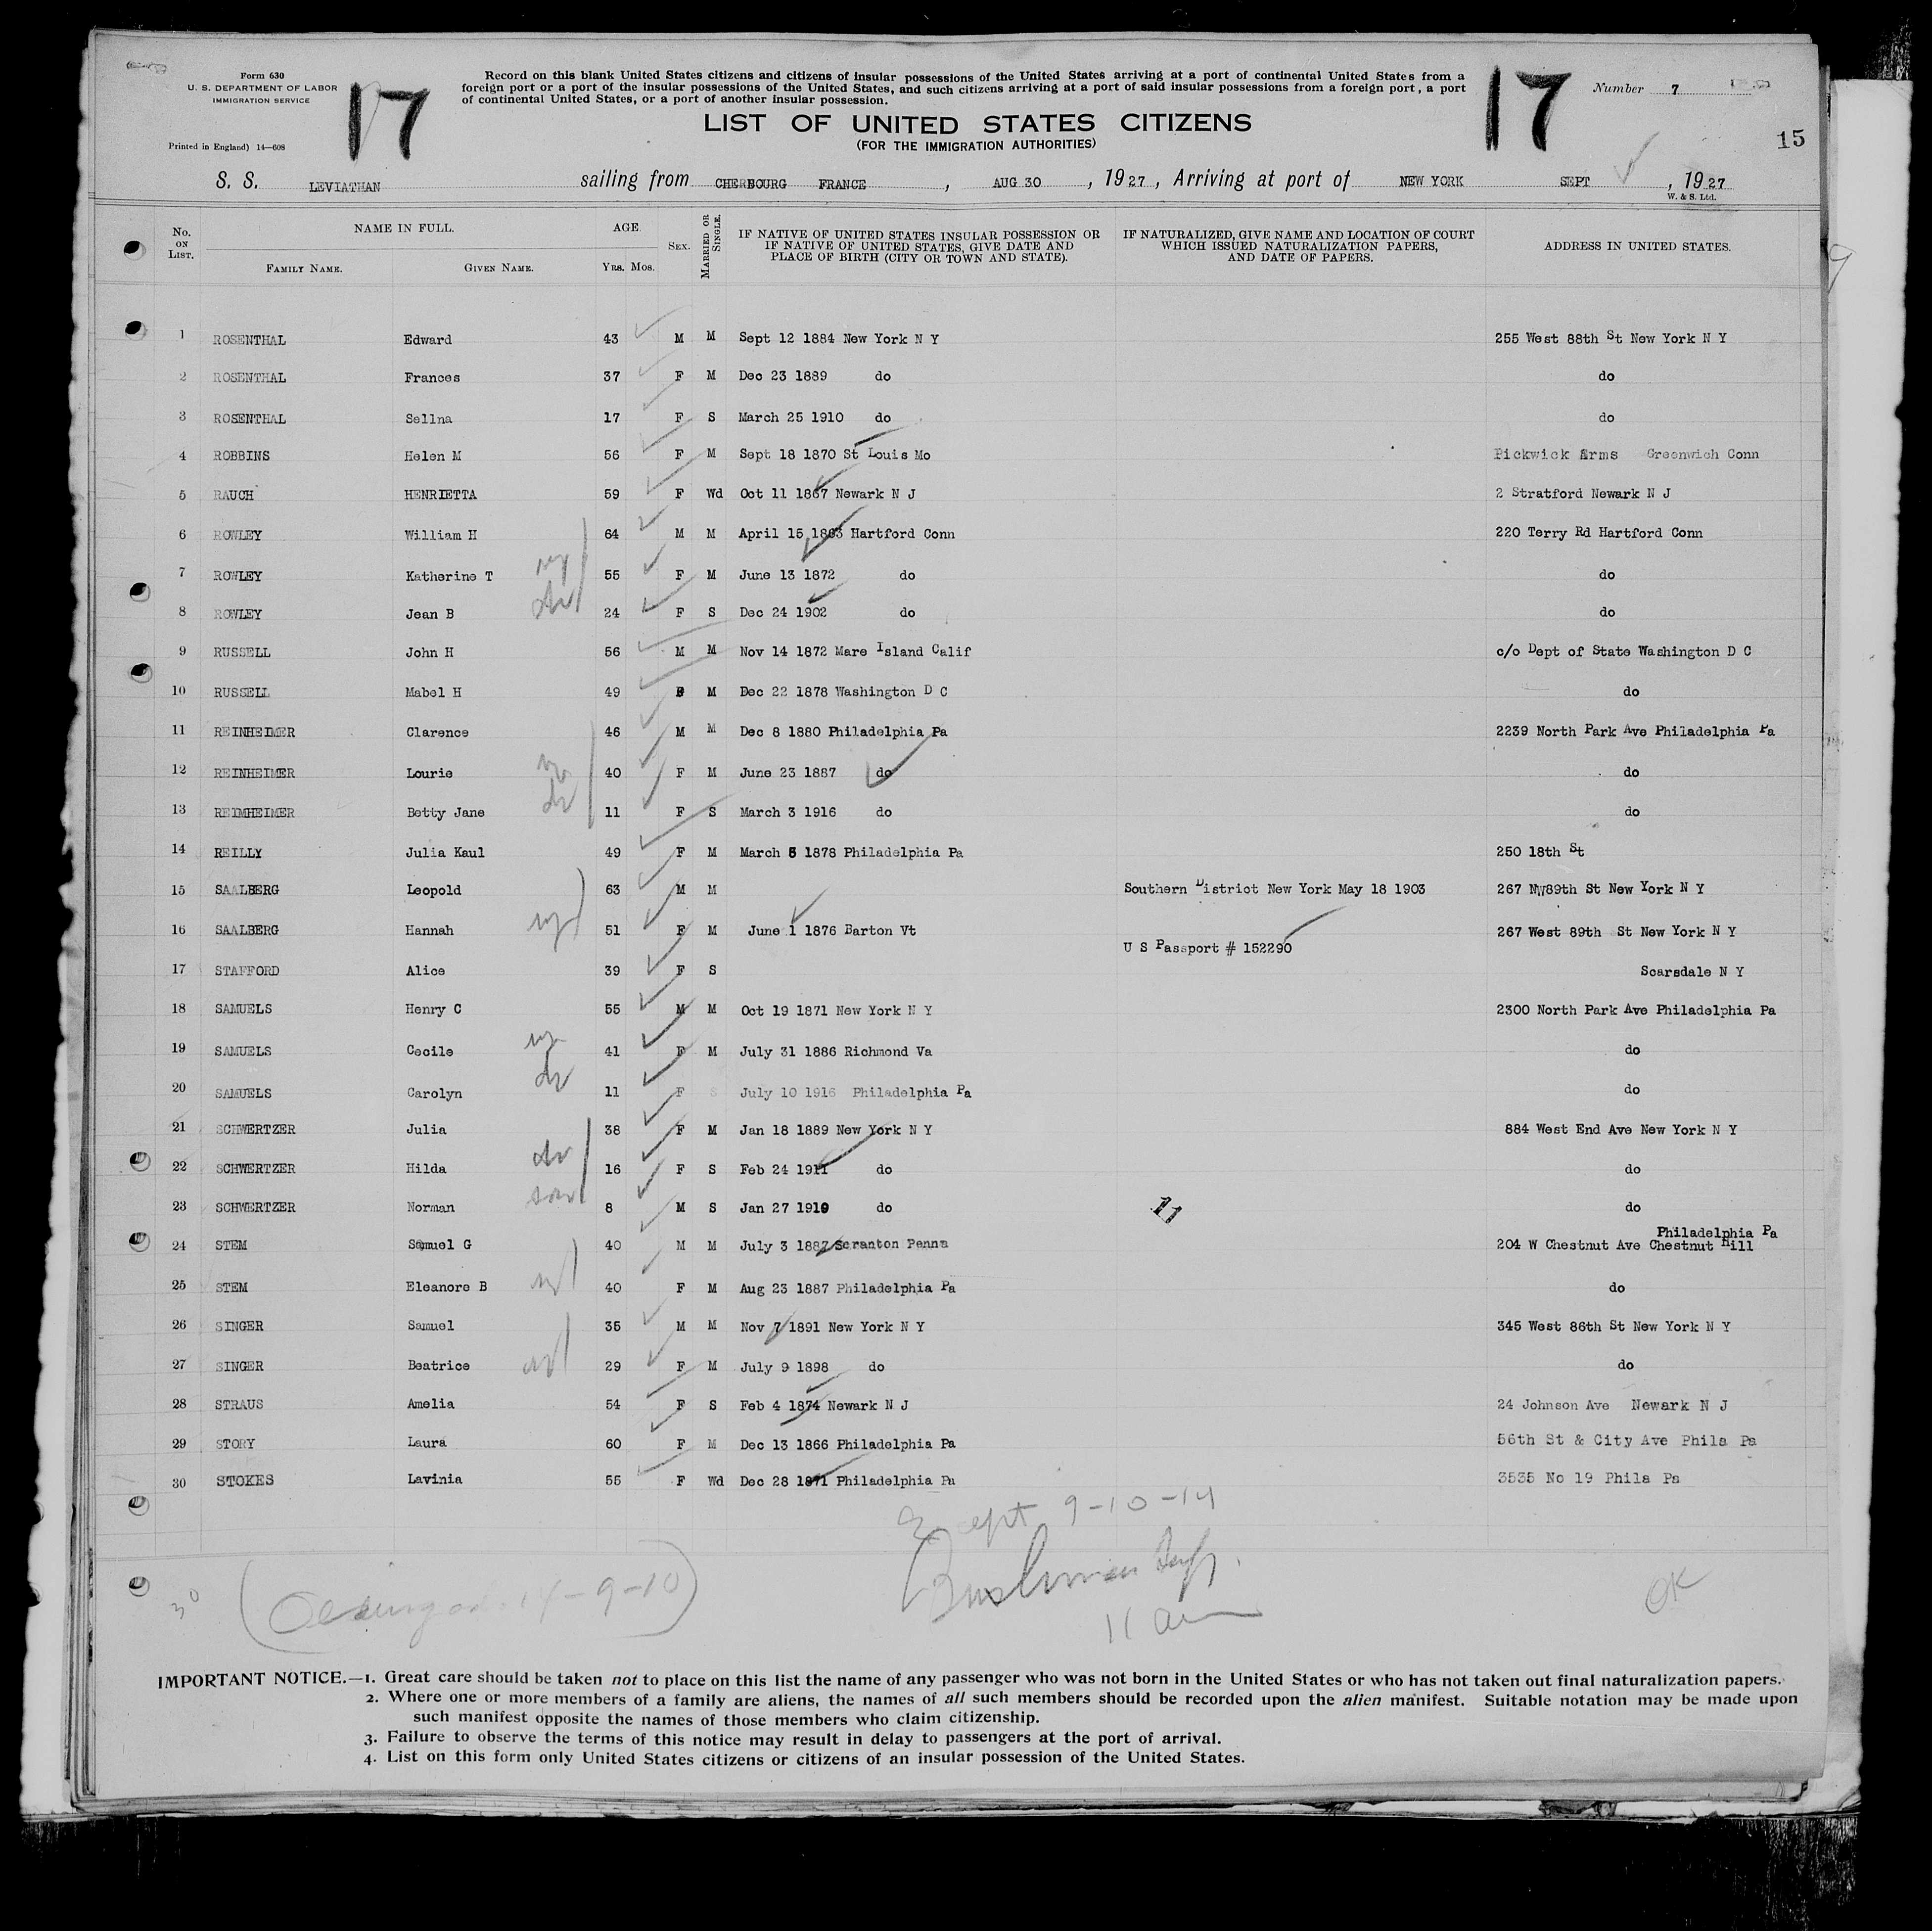 Form 630
U. S. DEPARTMENT OF LABOR
IMMIGRATION SERVICE
Printed in England) 14—608
17
Record on this blank United States citizens and citizens of insular possessions of the United States arriving at a port of continental United States from a
foreign port or a port of the insular possessions of the United States, and such citizens arriving at a port of said insular possessions from a foreign port, a port
of continental United States, or a port of another insular possession.
17
Number 7
15
LIST OF UNITED STATES CITIZENS
(FOR THE IMMIGRATION AUTHORITIES)
S. S. LEVIATHAN sailing from CHERBOURG FRANCE, AUG 30, 1927, Arriving at port of NEW YORK SEPT, 1927
W. & S. Ltd.
No. ON LIST. NAME IN FULL. FAMILY NAME. GIVEN NAME. AGE. YRS. MOS. SEX. MARRIED OR SINGLE. IF NATIVE OF UNITED STATES INSULAR POSSESSION OR IF NATIVE OF UNITED STATES, GIVE DATE AND PLACE OF BIRTH (CITY OR TOWN AND STATE). IF NATURALIZED, GIVE NAME AND LOCATION OF COURT WHICH ISSUED NATURALIZATION PAPERS, AND DATE OF PAPERS. ADDRESS IN UNITED STATES.
1 ROSENTHAL Edward 43 M M Sept 12 1884 New York N Y 255 West 88th St New York N Y
2 ROSENTHAL Frances 37 F M Dec 23 1889 do do
3 ROSENTHAL Sellna 17 F S March 25 1910 do do
4 ROBBINS Helen M 56 F M Sept 18 1870 St Louis Mo Pickwick Arms Greenwich Conn
5 RAUCH HENRIETTA 59 F Wd Oct 11 1867 Newark N J 2 Stratford Newark N J
6 ROWLEY William H 64 M M April 15 1863 Hartford Conn 220 Terry Rd Hartford Conn
7 ROWLEY Katherine T 55 F M June 13 1872 do do
8 ROWLEY Jean B 24 F S Dec 24 1902 do do
9 RUSSELL John H 56 M M Nov 14 1872 Mare Island Calif c/o Dept of State Washington D C
10 RUSSELL Mabel H 49 F M Dec 22 1878 Washington D C do
11 REINHEIMER Clarence 46 M M Dec 8 1880 Philadelphia Pa 2239 North Park Ave Philadelphia Pa
12 REINHEIMER Lourie 40 F M June 23 1887 do do
13 REIMHEIMER Betty Jane 11 F S March 3 1916 do do
14 REILLY Julia Kaul 49 F M March 5 1878 Philadelphia Pa 250 18th St
15 SAALBERG Leopold 63 M M Southern District New York May 18 1903 267 NW89th St New York N Y
16 SAALBERG Hannah 51 F M June 1 1876 Barton Vt 267 West 89th St New York N Y
U S Passport # 152290
17 STAFFORD Alice 39 F S Scarsdale N Y
18 SAMUELS Henry C 55 M M Oct 19 1871 New York N Y 2300 North Park Ave Philadelphia Pa
19 SAMUELS Cecile 41 F M July 31 1886 Richmond Va do
20 SAMUELS Carolyn 11 F S July 10 1916 Philadelphia Pa do
21 SCHWERTZER Julia 38 F M Jan 18 1889 New York N Y 884 West End Ave New York N Y
22 SCHWERTZER Hilda 16 F S Feb 24 1911 do do
23 SCHWERTZER Norman 8 M S Jan 27 1919 do 11 do
Philadelphia Pa
24 STEM Samuel G 40 M M July 3 1887 Scranton Penna 204 W Chestnut Ave Chestnut Hill
25 STEM Eleanore B 40 F M Aug 23 1887 Philadelphia Pa do
26 SINGER Samuel 35 M M Nov 7 1891 New York N Y 345 West 86th St New York N Y
27 SINGER Beatrice 29 F M July 9 1898 do do
28 STRAUS Amelia 54 F S Feb 4 1874 Newark N J 24 Johnson Ave Newark N J
29 STORY Laura 60 F M Dec 13 1866 Philadelphia Pa 56th St & City Ave Phila Pa
30 STOKES Lavinia 55 F Wd Dec 28 1871 Philadelphia Pa 3535 No 19 Phila Pa
9-10-14
14-9-10
30
OK
IMPORTANT NOTICE.—1. Great care should be taken not to place on this list the name of any passenger who was not born in the United States or who has not taken out final naturalization papers.
2. Where one or more members of a family are aliens, the names of all such members should be recorded upon the alien manifest. Suitable notation may be made upon
such manifest opposite the names of those members who claim citizenship.
3. Failure to observe the terms of this notice may result in delay to passengers at the port of arrival.
4. List on this form only United States citizens or citizens of an insular possession of the United States.